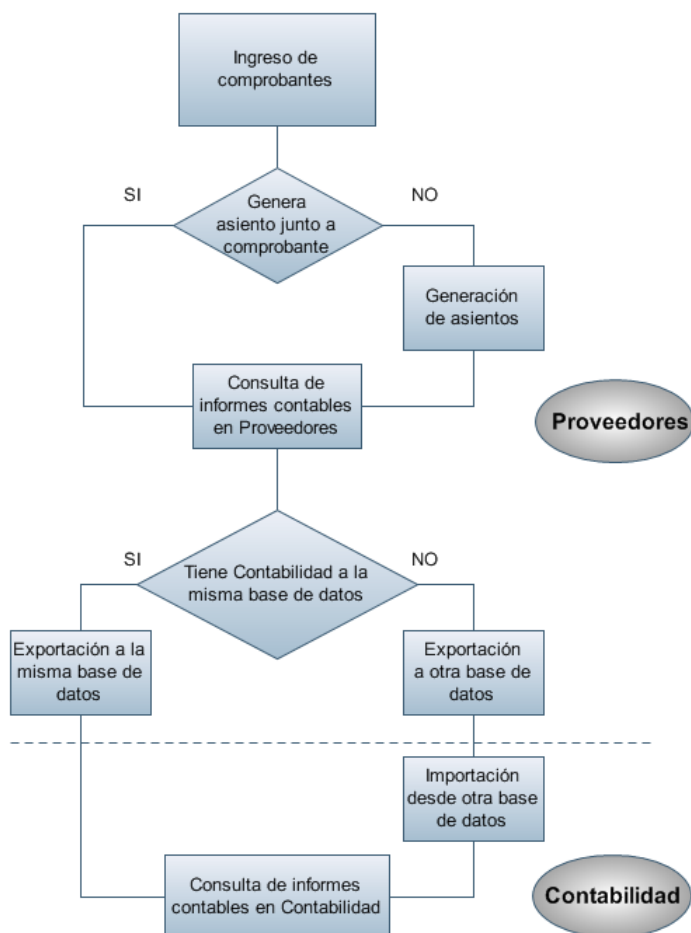 Ingreso de
comprobantes
SI
NO
Genera
asiento junto a
comprobante
Generación
de asientos
Consulta de
informes contables
en Proveedores
Proveedores
SI
NO
Tiene Contabilidad a la
misma base de datos
Exportación a la
misma base de
datos
Exportación
a otra base de
datos
Importación
desde otra base
de datos
Consulta de informes
contables en Contabilidad
Contabilidad